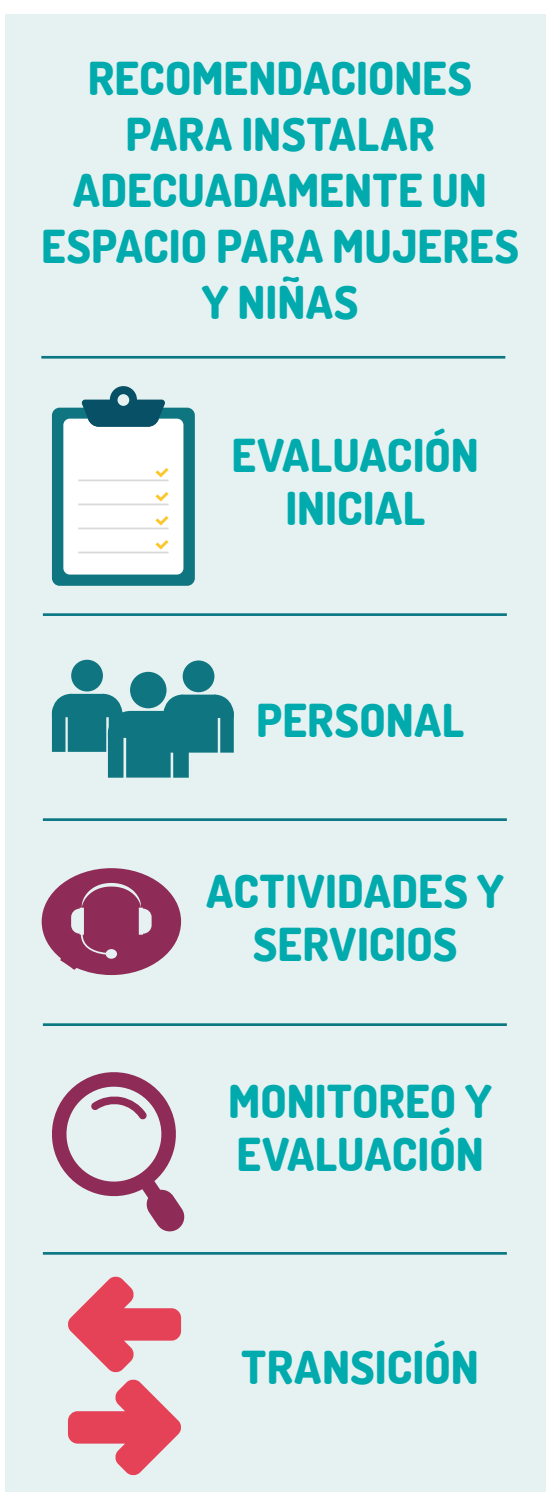 RECOMENDACIONES
PARA INSTALAR
ADECUADAMENTE UN
ESPACIO PARA MUJERES
Y NIÑAS
EVALUACIÓN
INICIAL
PERSONAL
ACTIVIDADES Y
SERVICIOS
MONITOREO Y
EVALUACIÓN
TRANSICIÓN